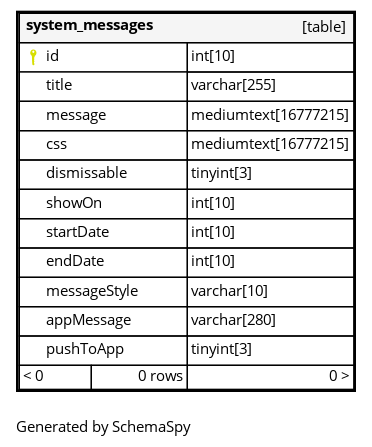 system_messages [table]
id int[10]
title varchar[255]
message mediumtext[16777215]
css mediumtext[16777215]
dismissable tinyint[3]
showOn int[10]
startDate int[10]
endDate int[10]
messageStyle varchar[10]
appMessage varchar[280]
pushToApp tinyint[3]
< 0 0 rows 0 >
Generated by SchemaSpy